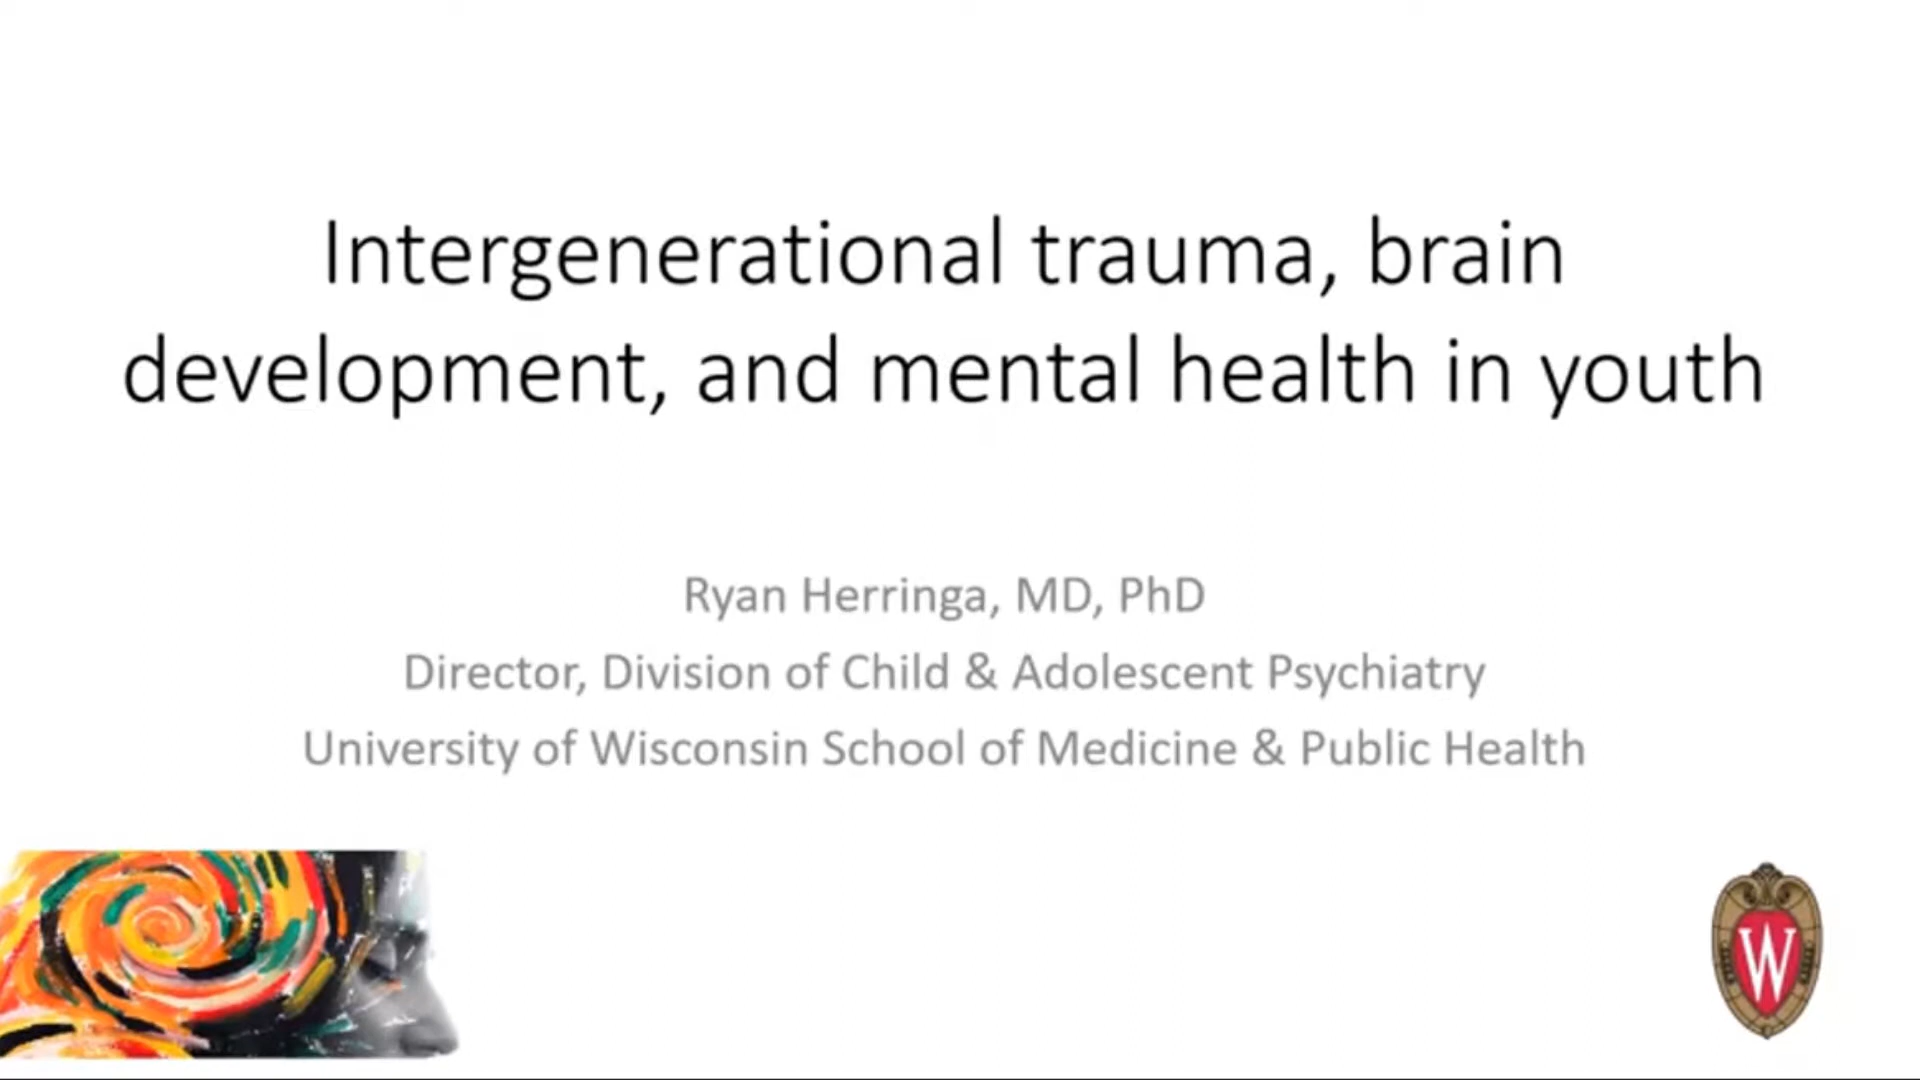 Intergenerational trauma, brain
development, and mental health in youth
Ryan Herringa, MD, PhD
Director, Division of Child & Adolescent Psychiatry
University of Wisconsin School of Medicine & Public Health
W